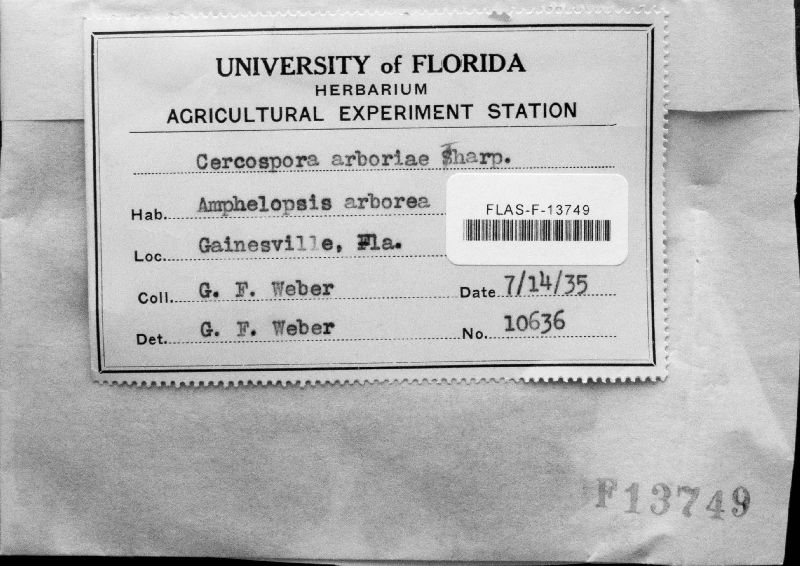 UNIVERSITY of FLORIDA
HERBARIUM
AGRICULTURAL EXPERIMENT STATION
Cercospora arboriae Tharp.
Hab. Amphelopsis arborea
Loc. Gainesville, Fla.
Coll. G. F. Weber Date 7/14/35
Det. G. F. Weber No. 10636
FLAS-F-13749
F13749